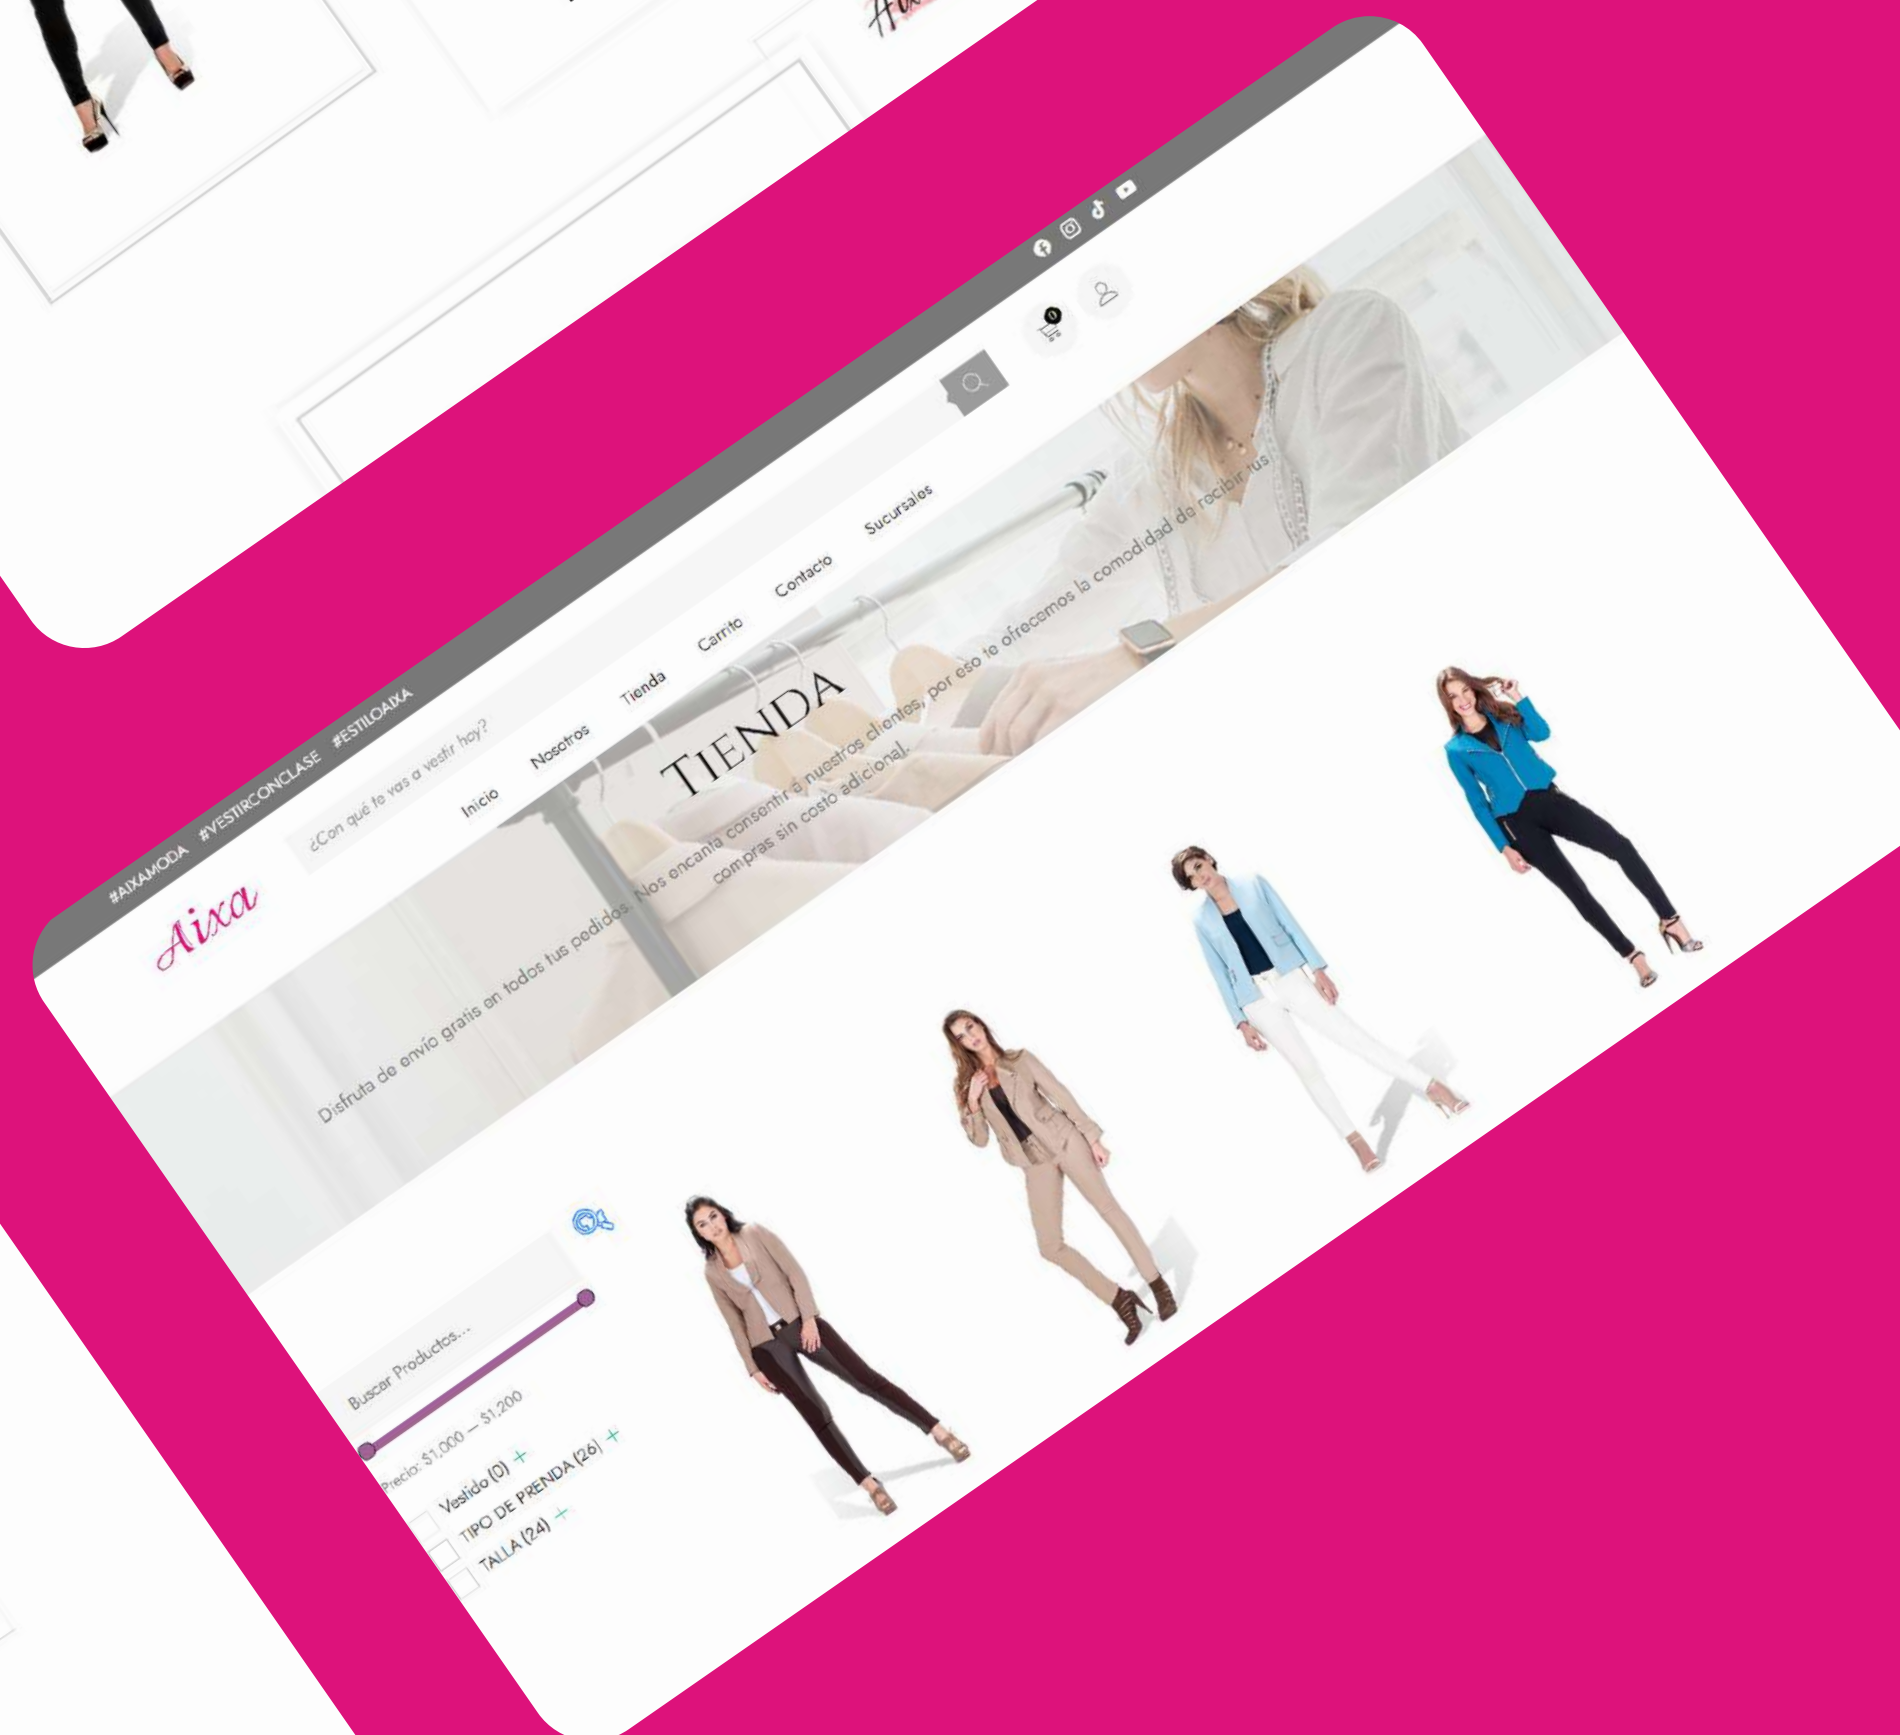 #AIXAMODA #VESTIRCONCLASE #ESTILOAIXA
Aixa
¿Con qué te vas a vestir hoy?
0
Inicio Nosotros Tienda Carrito Contacto Sucursales
TIENDA
Disfruta de envío gratis en todos tus pedidos. Nos encanta consentir a nuestros clientes, por eso te ofrecemos la comodidad de recibir tus
compras sin costo adicional.
Buscar Productos...
Precio: $1,000 — $1,200
Vestido (0) +
TIPO DE PRENDA (26) +
TALLA (24) +